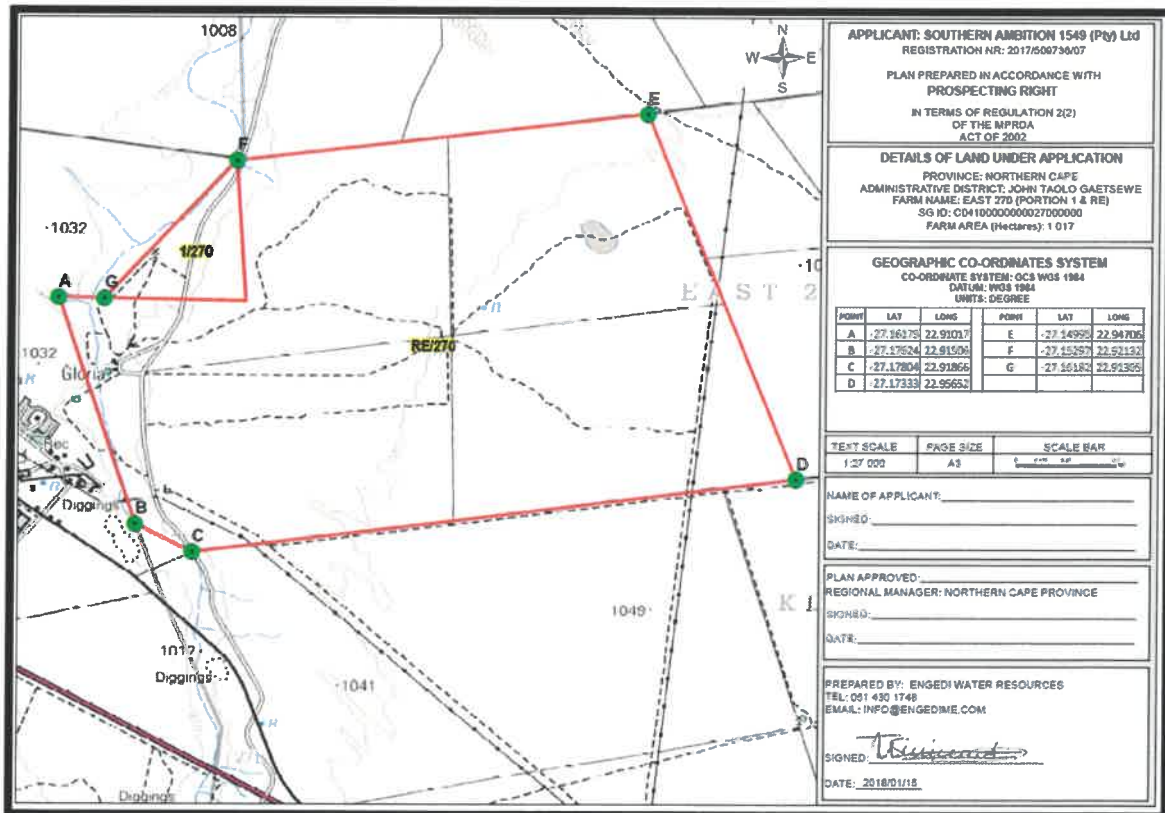 1008
N
W E
S
E
F
·1032
1/270
A
G
EAST 2
RE/270
1032
Gloria
Rec
D
Diggings
B
C
1049·
1017·
Diggings
·1041
Diggings
APPLICANT: SOUTHERN AMBITION 1549 (Pty) Ltd
REGISTRATION NR: 2017/509736/07
PLAN PREPARED IN ACCORDANCE WITH
PROSPECTING RIGHT
IN TERMS OF REGULATION 2(2)
OF THE MPRDA
ACT OF 2002
DETAILS OF LAND UNDER APPLICATION
PROVINCE: NORTHERN CAPE
ADMINISTRATIVE DISTRICT: JOHN TAOLO GAETSEWE
FARM NAME: EAST 270 (PORTION 1 & RE)
SG ID: C04100000000027000000
FARM AREA (Hectares): 1 017
GEOGRAPHIC CO-ORDINATES SYSTEM
CO-ORDINATE SYSTEM: GCS WGS 1984
DATUM: WGS 1984
UNITS: DEGREE
POINT LAT LONG POINT LAT LONG
A -27.16175 22.91017 E -27.14995 22.94706
B -27.17624 22.91506 F -27.15297 22.92132
C -27.17804 22.91866 G -27.16182 22.91305
D -27.17333 22.95652
TEXT SCALE PAGE SIZE SCALE BAR
1:27 000 A3
NAME OF APPLICANT:
SIGNED:
DATE:
PLAN APPROVED:
REGIONAL MANAGER: NORTHERN CAPE PROVINCE
SIGNED:
DATE:
PREPARED BY: ENGEDI WATER RESOURCES
TEL: 051 430 1748
EMAIL: INFO@ENGEDIME.COM
SIGNED:
DATE: 2018/01/15